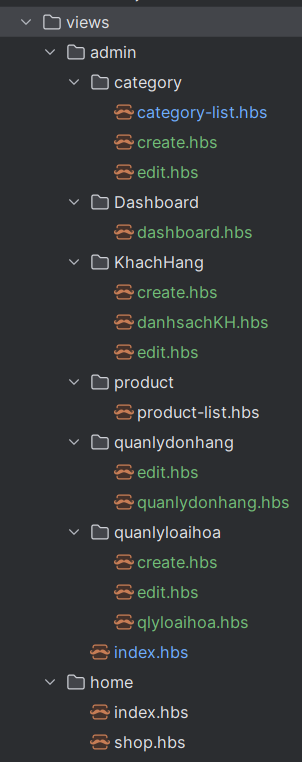 views
admin
category
category-list.hbs
create.hbs
edit.hbs
Dashboard
dashboard.hbs
KhachHang
create.hbs
danhsachKH.hbs
edit.hbs
product
product-list.hbs
quanlydonhang
edit.hbs
quanlydonhang.hbs
quanlyloaihoa
create.hbs
edit.hbs
qlyloaihoa.hbs
index.hbs
home
index.hbs
shop.hbs